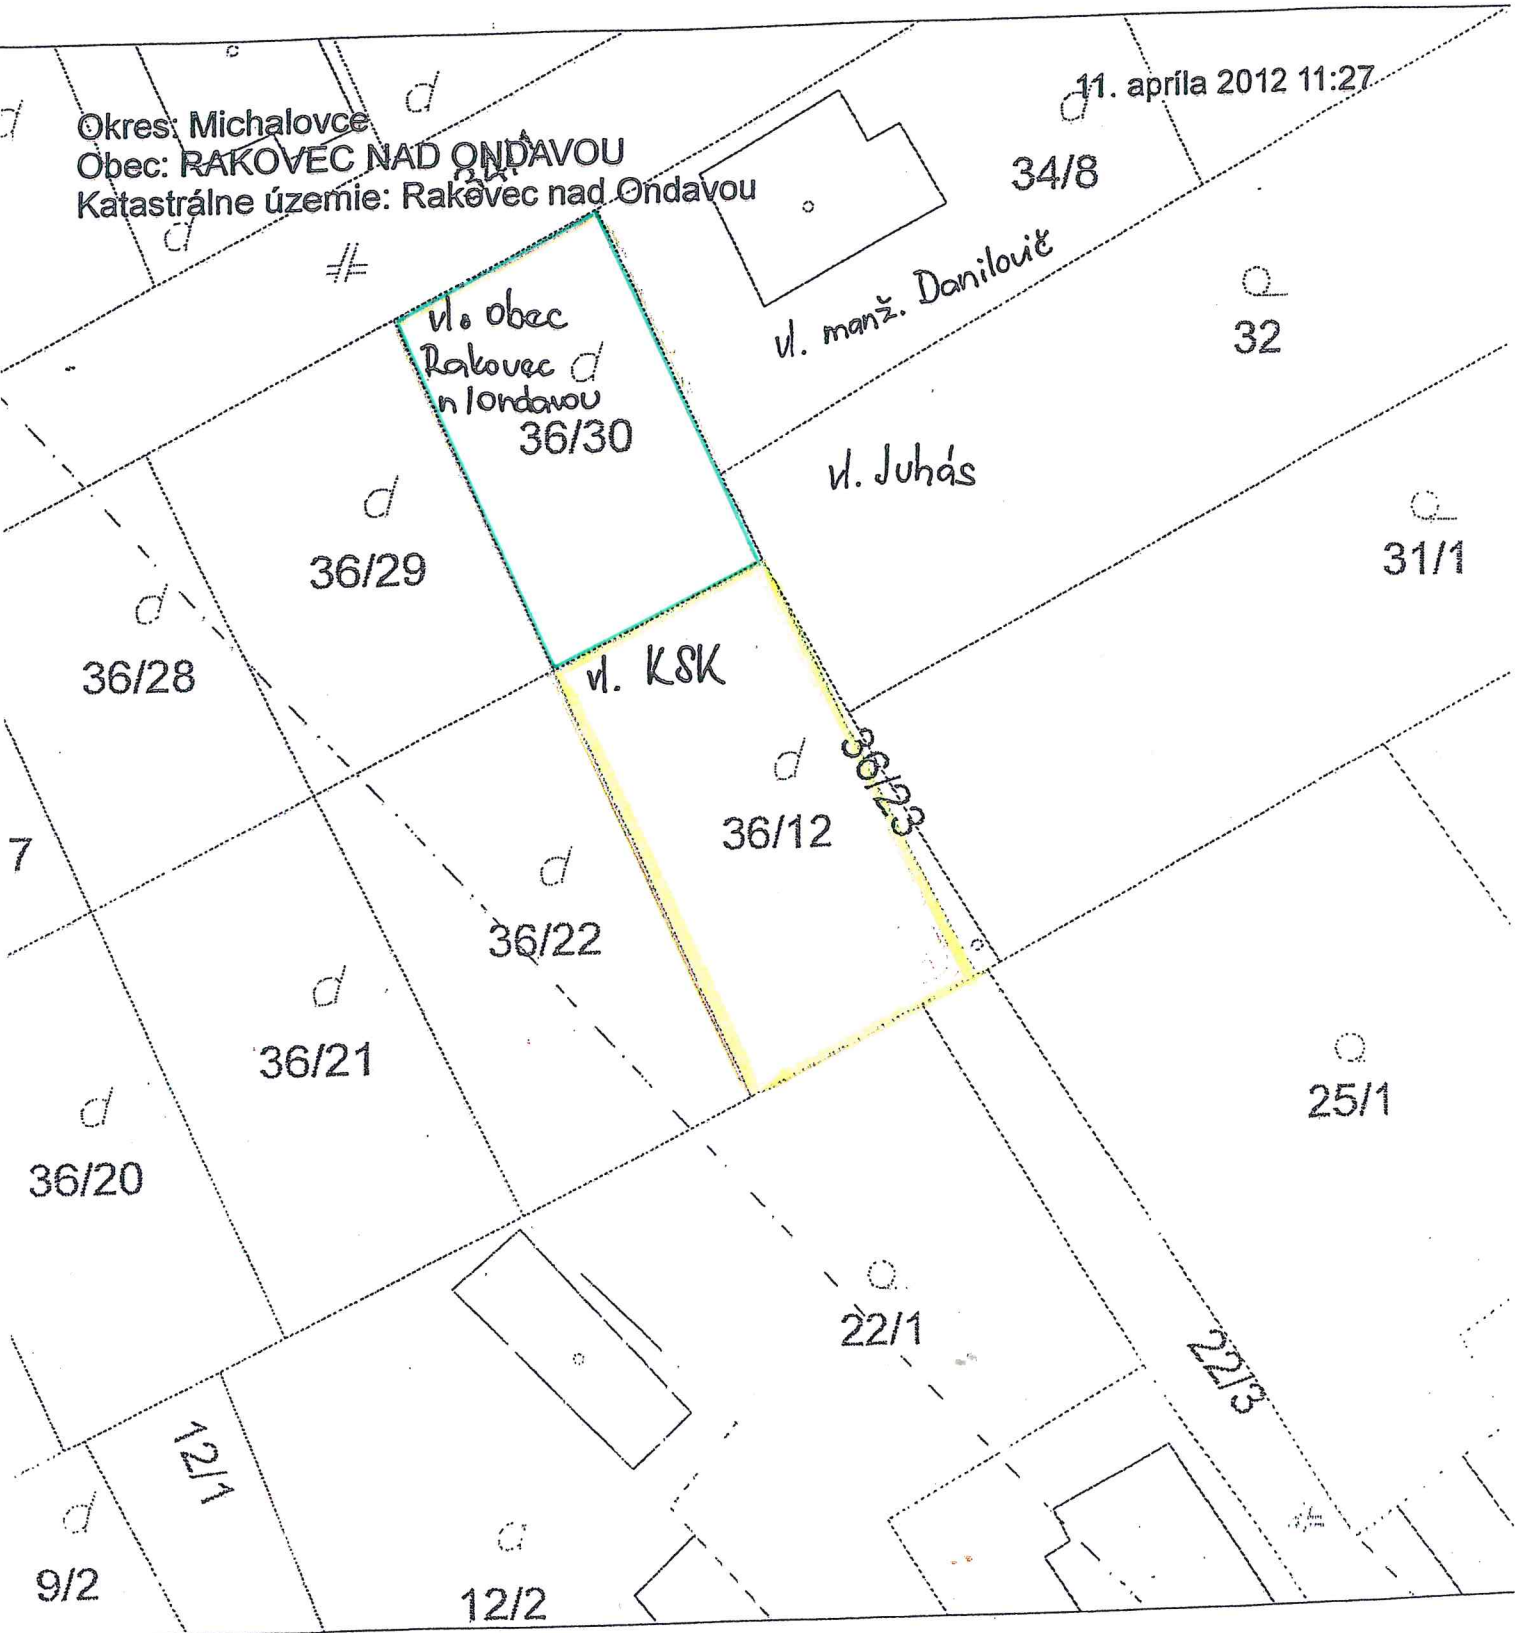 11. apríla 2012 11:27
Okres: Michalovce
Obec: RAKOVEC NAD ONDAVOU
Katastrálne územie: Rakovec nad Ondavou
34/8
vl. obec
Rakovec
n/ondavou
36/30
vl. manž. Danilovič
32
vl. Juhás
31/1
36/29
36/28
vl. KSK
36/23
36/12
7
36/22
36/21
25/1
36/20
22/1
22/3
12/1
9/2
12/2